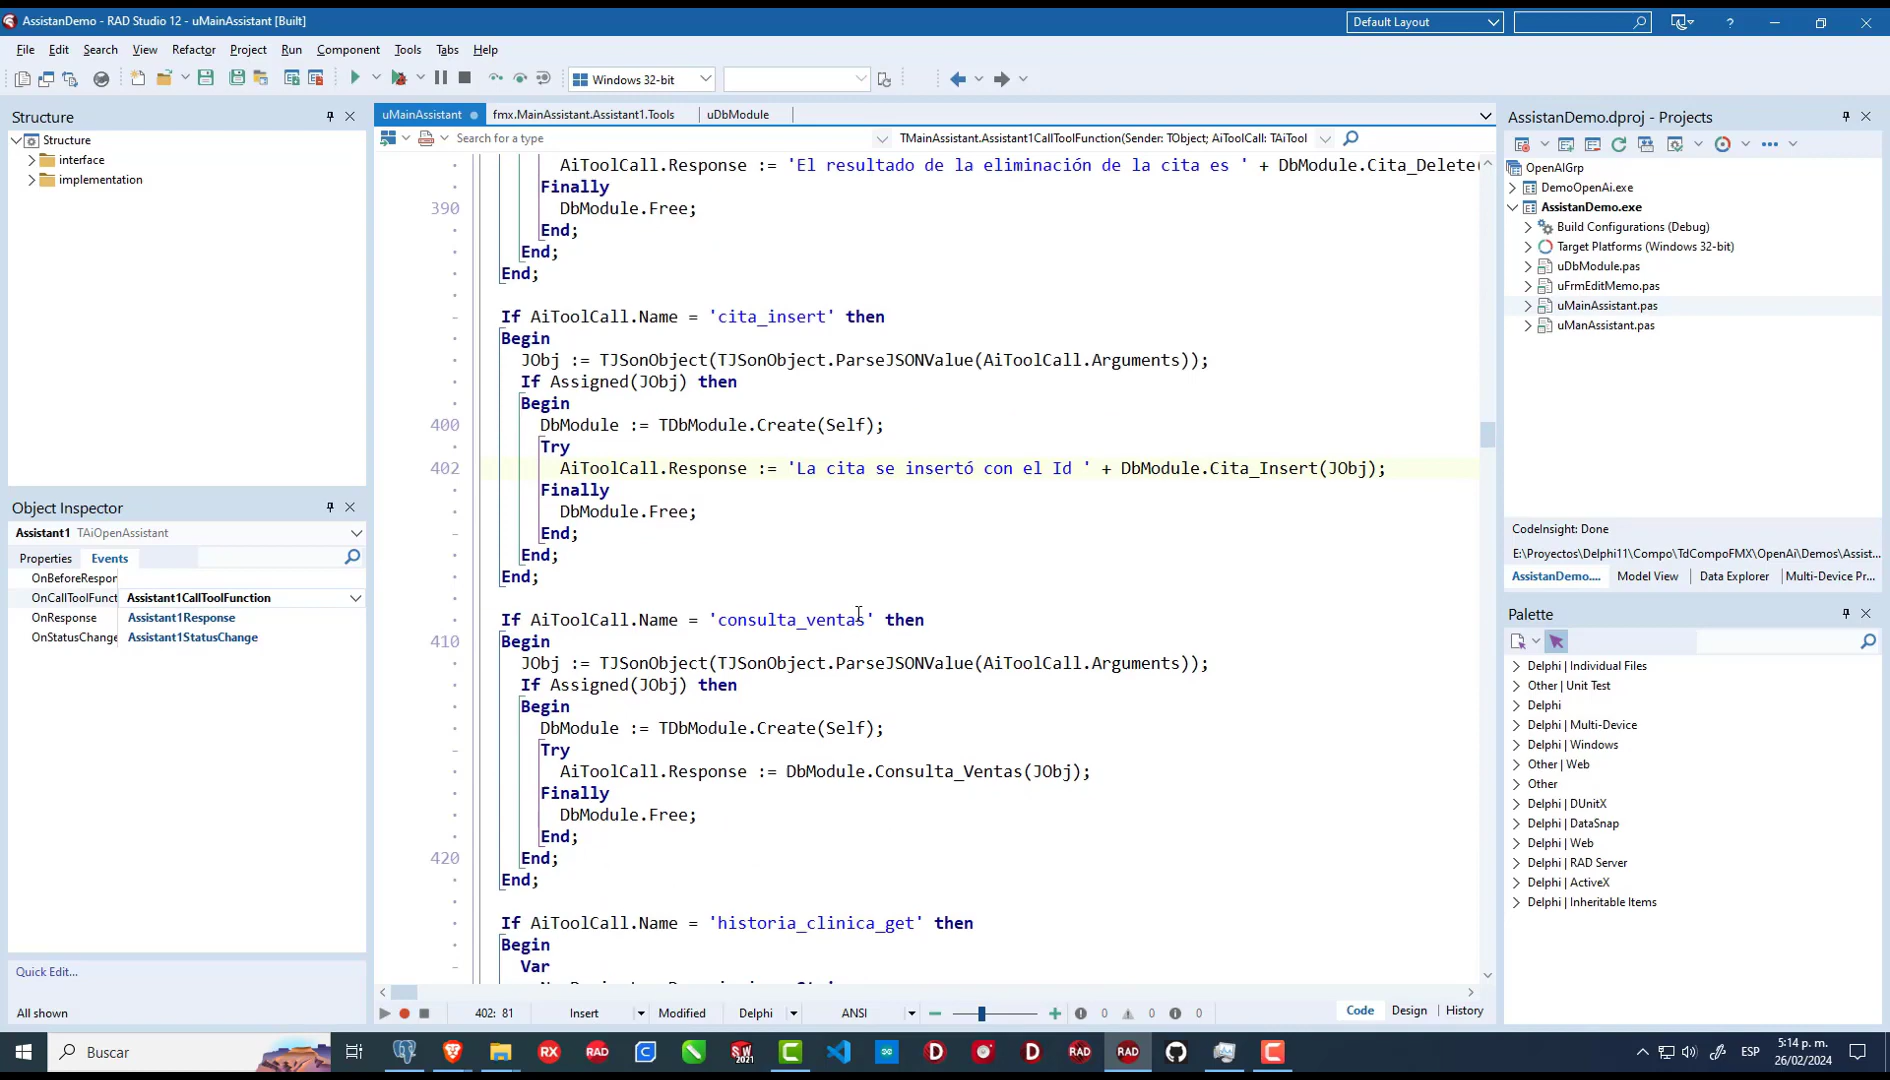 AssistanDemo - RAD Studio 12 - uMainAssistant [Built]
Default Layout
File Edit Search View Refactor Project Run Component Tools Tabs Help
Windows 32-bit
Structure
Structure
interface
implementation
Object Inspector
Assistant1 TAiOpenAssistant
Properties Events
OnBeforeRespor
OnCallToolFunct Assistant1CallToolFunction
OnResponse Assistant1Response
OnStatusChange Assistant1StatusChange
Quick Edit...
All shown
uMainAssistant fmx.MainAssistant.Assistant1.Tools uDbModule
Search for a type TMainAssistant.Assistant1CallToolFunction(Sender: TObject; AiToolCall: TAiTool
AiToolCall.Response := 'El resultado de la eliminación de la cita es ' + DbModule.Cita_Delete(
Finally
390 DbModule.Free;
End;
End;
End;
If AiToolCall.Name = 'cita_insert' then
Begin
JObj := TJSonObject(TJSonObject.ParseJSONValue(AiToolCall.Arguments));
If Assigned(JObj) then
Begin
400 DbModule := TDbModule.Create(Self);
Try
402 AiToolCall.Response := 'La cita se insertó con el Id ' + DbModule.Cita_Insert(JObj);
Finally
DbModule.Free;
End;
End;
End;
If AiToolCall.Name = 'consulta_ventas' then
410 Begin
JObj := TJSonObject(TJSonObject.ParseJSONValue(AiToolCall.Arguments));
If Assigned(JObj) then
Begin
DbModule := TDbModule.Create(Self);
Try
AiToolCall.Response := DbModule.Consulta_Ventas(JObj);
Finally
DbModule.Free;
End;
420 End;
End;
If AiToolCall.Name = 'historia_clinica_get' then
Begin
Var
402: 81 Insert Modified Delphi ANSI 0 0 0 Code Design History
AssistanDemo.dproj - Projects
OpenAIGrp
DemoOpenAi.exe
AssistanDemo.exe
Build Configurations (Debug)
Target Platforms (Windows 32-bit)
uDbModule.pas
uFrmEditMemo.pas
uMainAssistant.pas
uManAssistant.pas
CodeInsight: Done
E:\Proyectos\Delphi11\Compo\TdCompoFMX\OpenAi\Demos\Assist...
AssistanDemo.... Model View Data Explorer Multi-Device Pr...
Palette
Delphi | Individual Files
Other | Unit Test
Delphi
Delphi | Multi-Device
Delphi | Windows
Other | Web
Other
Delphi | DUnitX
Delphi | DataSnap
Delphi | Web
Delphi | RAD Server
Delphi | ActiveX
Delphi | Inheritable Items
Buscar
RX RAD SW 2021 RAD RAD
ESP
5:14 p. m.
26/02/2024